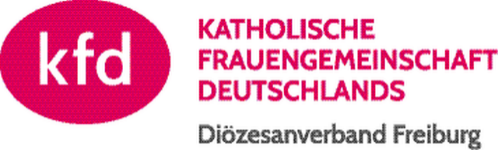 kfd
KATHOLISCHE
FRAUENGEMEINSCHAFT
DEUTSCHLANDS
Diözesanverband Freiburg